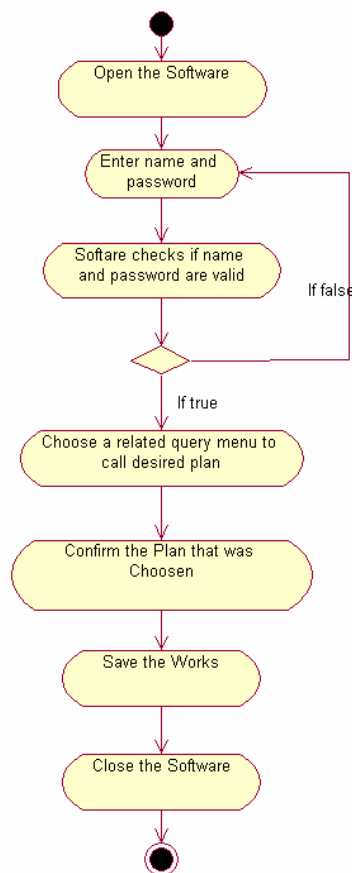 Open the Software
Enter name and
password
Softare checks if name
and password are valid
If false
If true
Choose a related query menu to
call desired plan
Confirm the Plan that was
Choosen
Save the Works
Close the Software